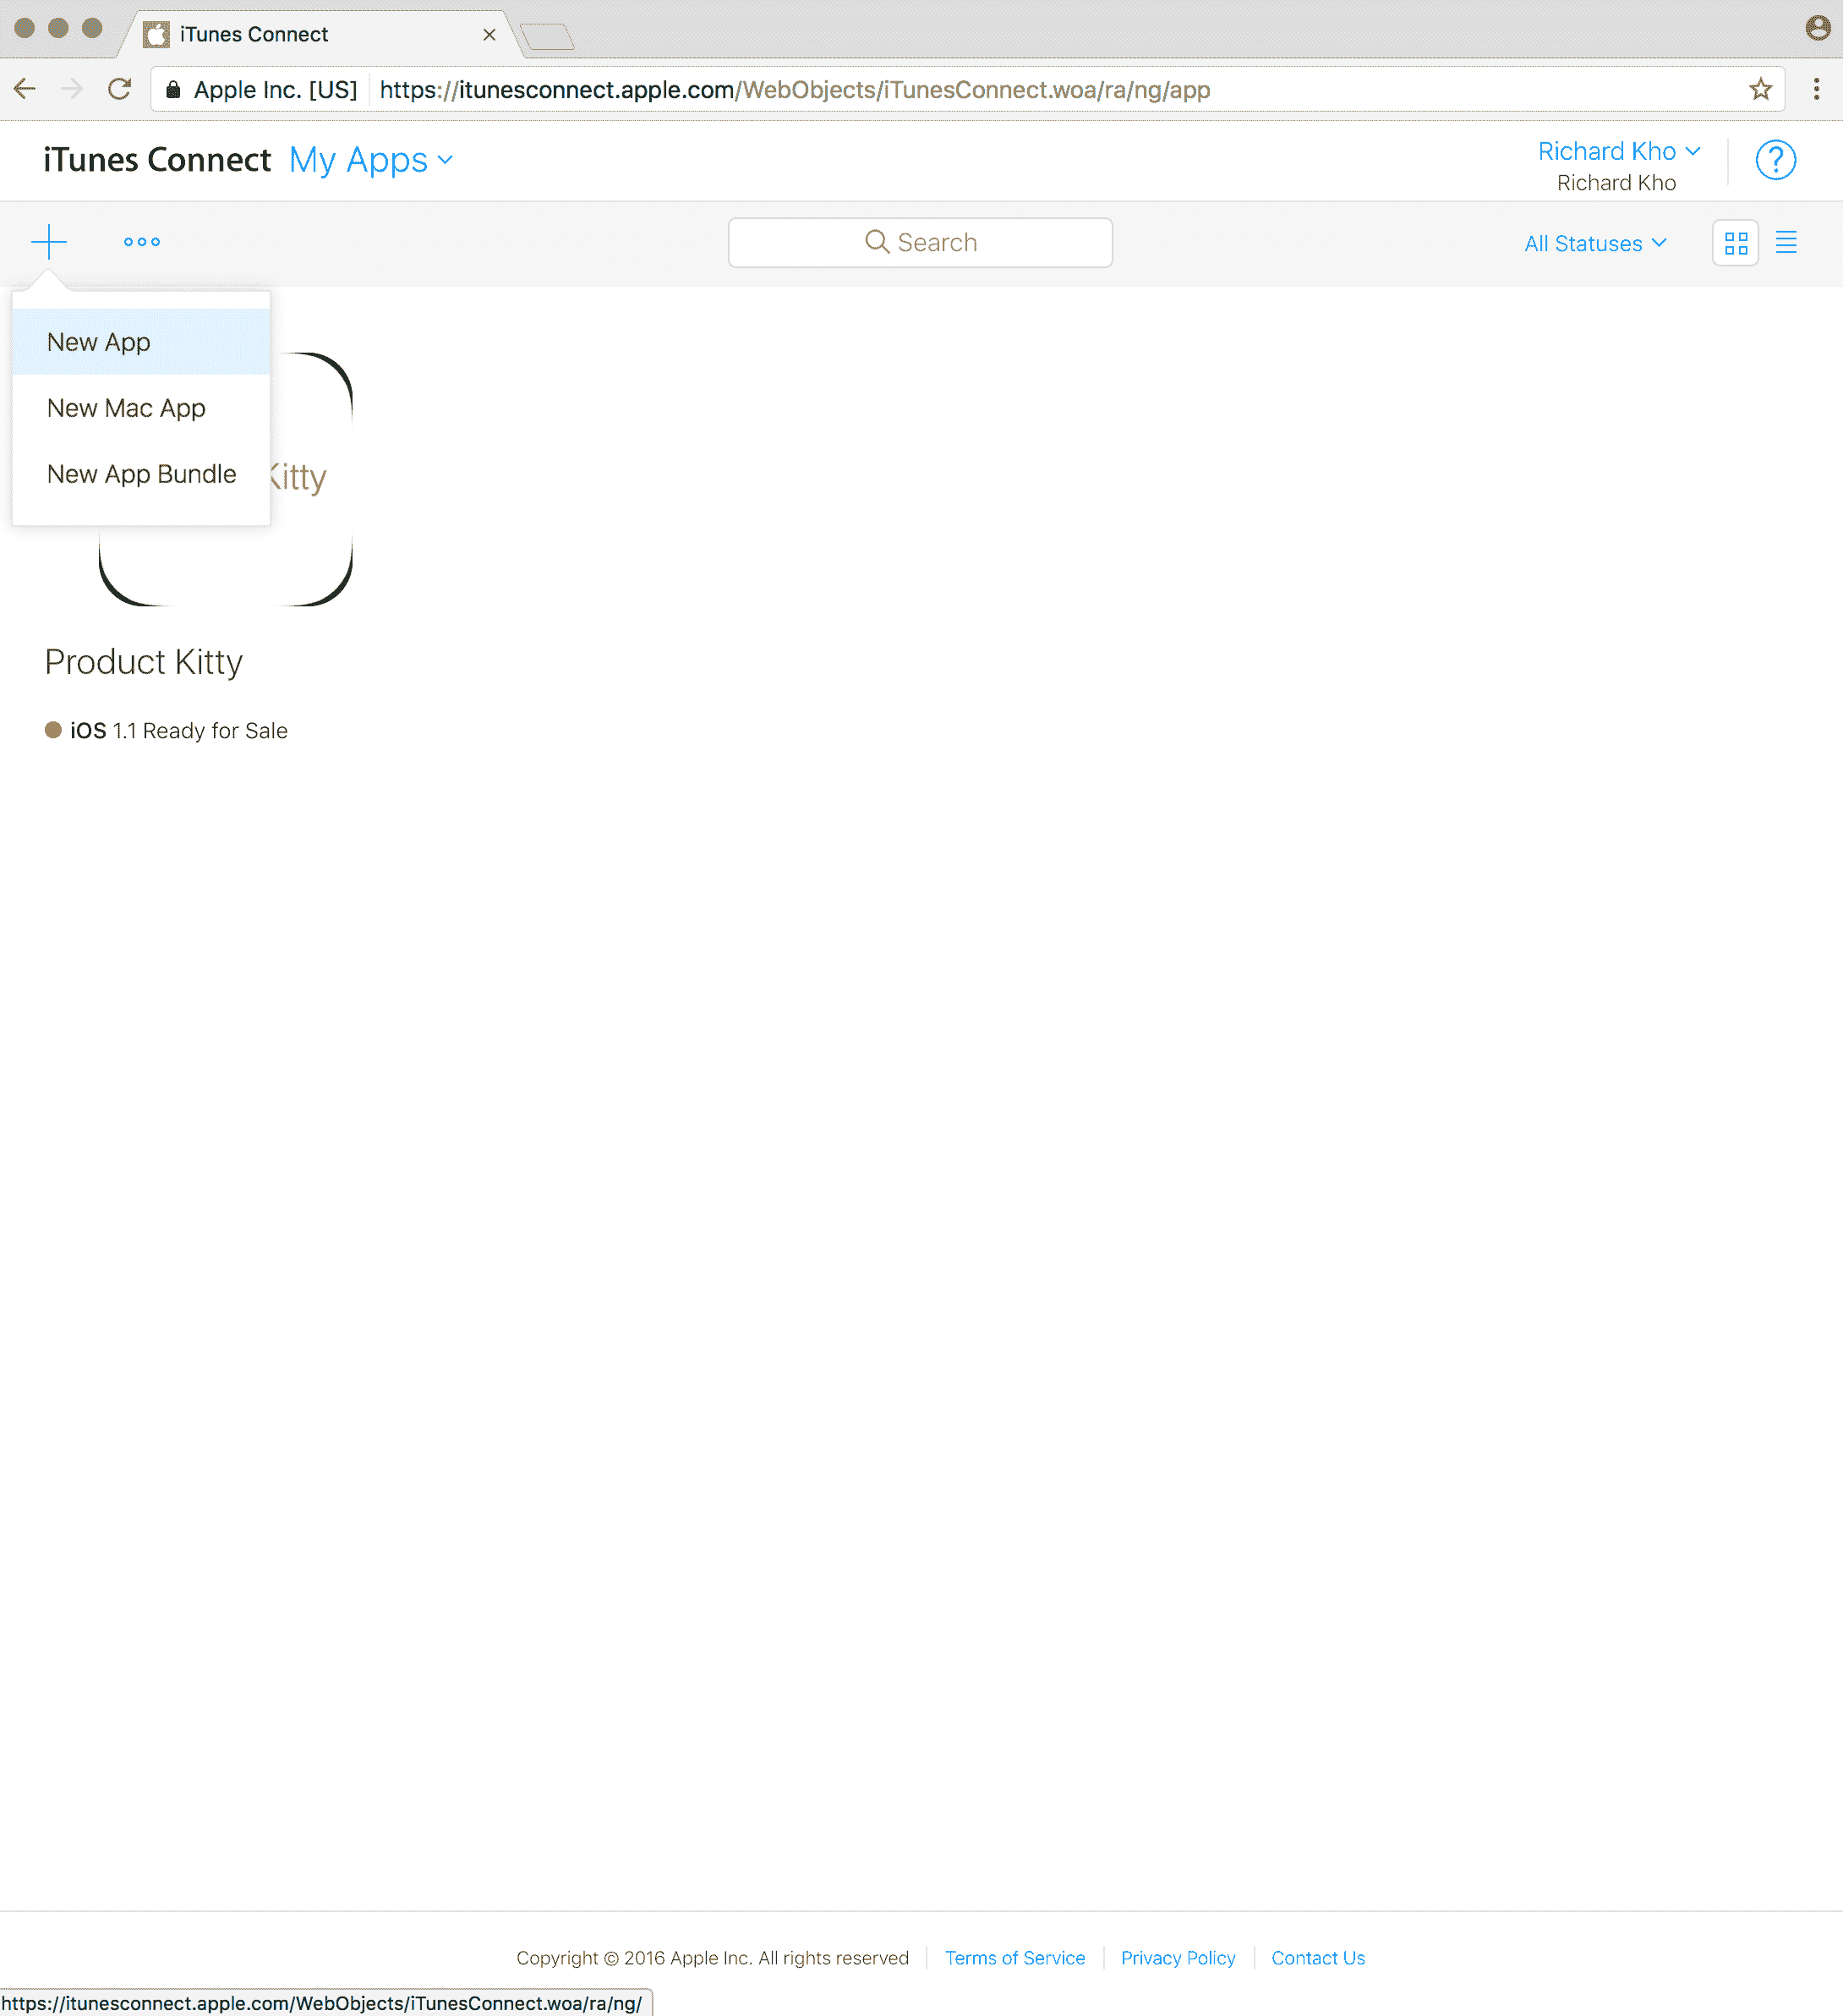 iTunes Connect
Apple Inc. [US] https://itunesconnect.apple.com/WebObjects/iTunesConnect.woa/ra/ng/app
iTunes Connect My Apps
Richard Kho
Richard Kho
?
Search
All Statuses
New App
New Mac App
New App Bundle
Kitty
Product Kitty
iOS 1.1 Ready for Sale
Copyright © 2016 Apple Inc. All rights reserved Terms of Service Privacy Policy Contact Us
https://itunesconnect.apple.com/WebObjects/iTunesConnect.woa/ra/ng/